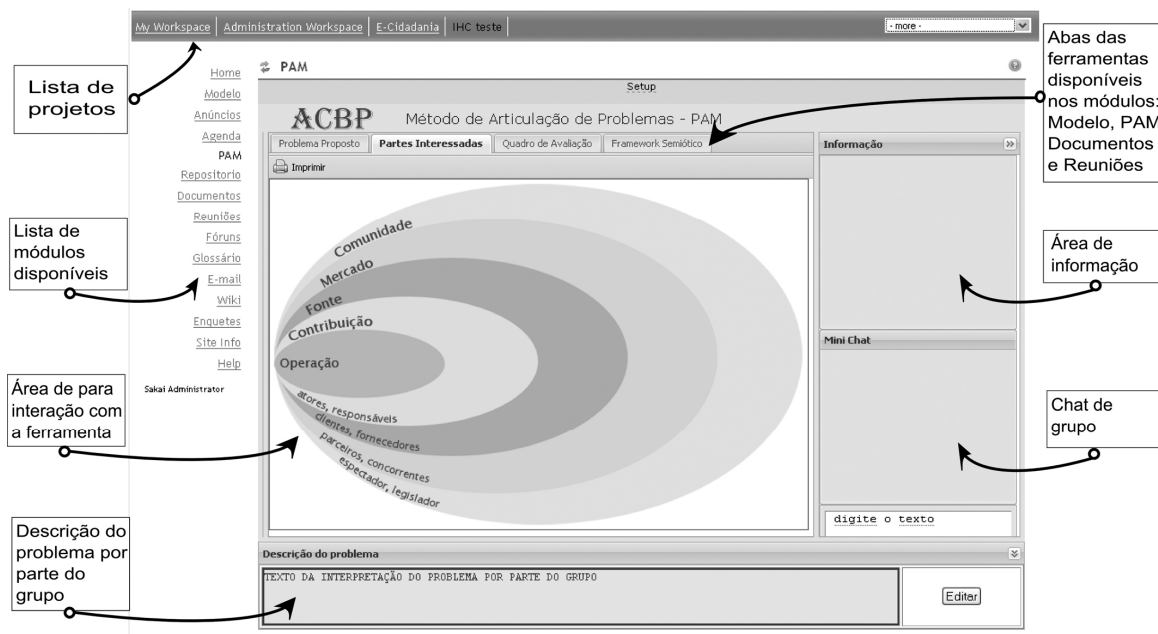 My Workspace Administration Workspace E-Cidadania IHC teste - more -
Lista de
projetos
Abas das
ferramentas
disponíveis
nos módulos:
Modelo, PAM
Documentos
e Reuniões
Home
Modelo
Anúncios
Agenda
PAM
Repositorio
Documentos
Reuniões
Fóruns
Glossário
E-mail
Wiki
Enquetes
Site Info
Help
Sakai Administrator
Lista de
módulos
disponíveis
Área de para
interação com
a ferramenta
Descrição do
problema por
parte do
grupo
PAM
Setup
ACBP Método de Articulação de Problemas - PAM
Problema Proposto Partes Interessadas Quadro de Avaliação Framework Semiótico
Imprimir
Comunidade
Mercado
Fonte
Contribuição
Operação
atores, responsáveis
clientes, fornecedores
parceiros, concorrentes
espectador, legislador
Informação
Mini Chat
digite o texto
Área de
informação
Chat de
grupo
Descrição do problema
TEXTO DA INTERPRETAÇÃO DO PROBLEMA POR PARTE DO GRUPO
Editar